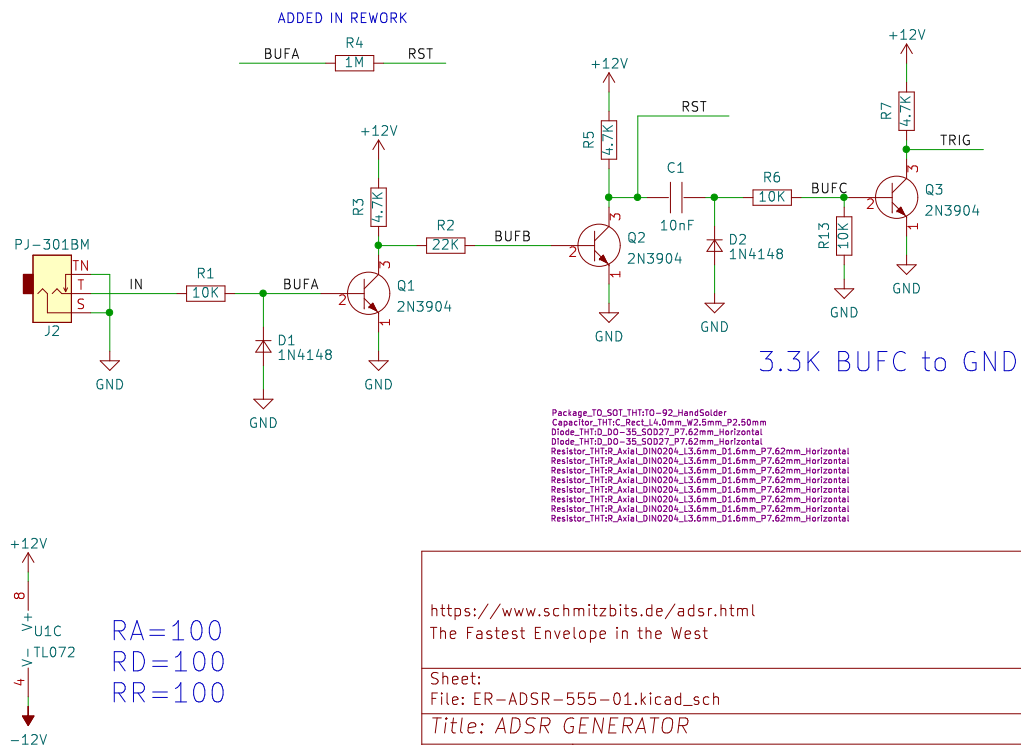 ADDED IN REWORK
BUFA
R4
1M
RST
+12V
R3
4.7K
+12V
R5
4.7K
RST
+12V
R7
4.7K
TRIG
PJ-301BM
TN
T
S
J2
IN
R1
10K
BUFA
2
3
1
Q1
2N3904
R2
22K
BUFB
2
3
1
Q2
2N3904
C1
10nF
R6
10K
BUFC
2
3
1
Q3
2N3904
D1
1N4148
D2
1N4148
R13
10K
GND
GND
GND
GND
GND
GND
GND
3.3K BUFC to GND
Package_TO_SOT_THT:TO-92_HandSolder
Capacitor_THT:C_Rect_L4.0mm_W2.5mm_P2.50mm
Diode_THT:D_DO-35_SOD27_P7.62mm_Horizontal
Diode_THT:D_DO-35_SOD27_P7.62mm_Horizontal
Resistor_THT:R_Axial_DIN0204_L3.6mm_D1.6mm_P7.62mm_Horizontal
Resistor_THT:R_Axial_DIN0204_L3.6mm_D1.6mm_P7.62mm_Horizontal
Resistor_THT:R_Axial_DIN0204_L3.6mm_D1.6mm_P7.62mm_Horizontal
Resistor_THT:R_Axial_DIN0204_L3.6mm_D1.6mm_P7.62mm_Horizontal
Resistor_THT:R_Axial_DIN0204_L3.6mm_D1.6mm_P7.62mm_Horizontal
Resistor_THT:R_Axial_DIN0204_L3.6mm_D1.6mm_P7.62mm_Horizontal
Resistor_THT:R_Axial_DIN0204_L3.6mm_D1.6mm_P7.62mm_Horizontal
Resistor_THT:R_Axial_DIN0204_L3.6mm_D1.6mm_P7.62mm_Horizontal
+12V
8
V+
U1C
TL072
V-
4
-12V
RA=100
RD=100
RR=100
https://www.schmitzbits.de/adsr.html
The Fastest Envelope in the West
Sheet:
File: ER-ADSR-555-01.kicad_sch
Title: ADSR GENERATOR